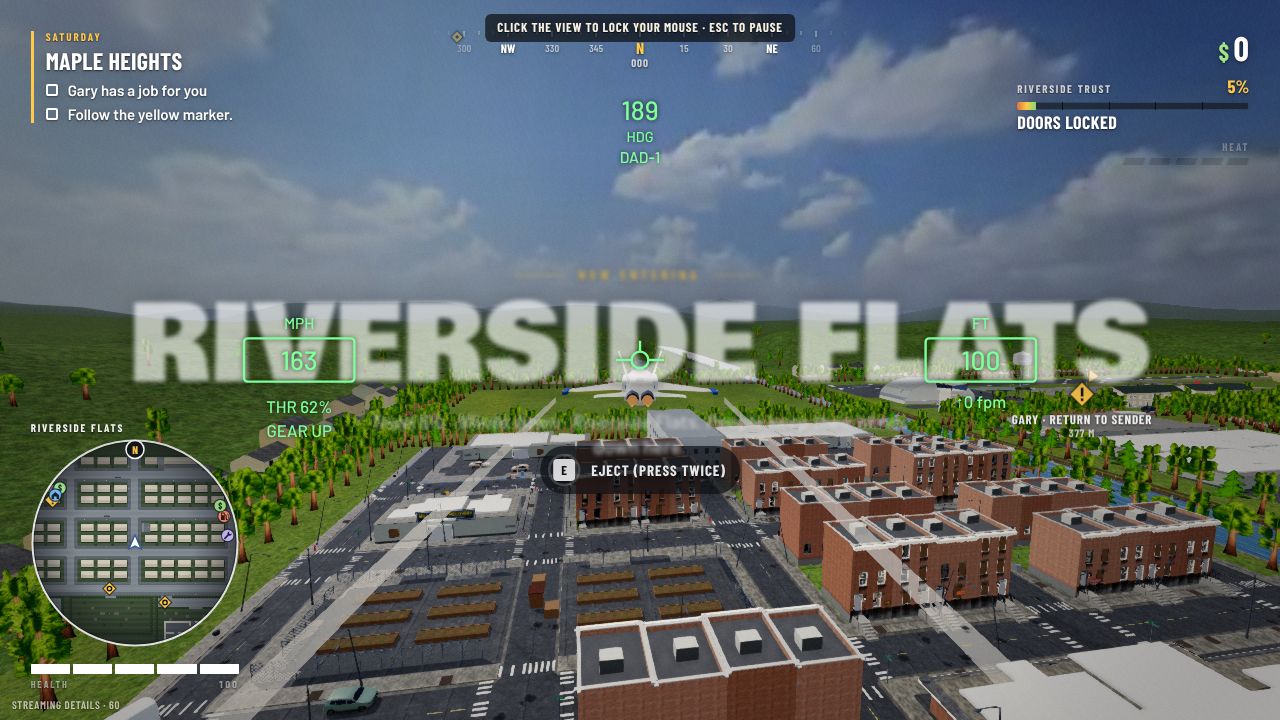 CLICK THE VIEW TO LOCK YOUR MOUSE · ESC TO PAUSE
SATURDAY
MAPLE HEIGHTS
Gary has a job for you
Follow the yellow marker.
300 NW 330 345 N 15 30 NE 60
000
189
HDG
DAD-1
$ 0
RIVERSIDE TRUST 5%
DOORS LOCKED
HEAT
NOW ENTERING
RIVERSIDE FLATS
MPH
163
THR 62%
GEAR UP
FT
100
↑0 fpm
GARY · RETURN TO SENDER
377 M
E EJECT (PRESS TWICE)
RIVERSIDE FLATS
N
HEALTH 100
STREAMING DETAILS · 60